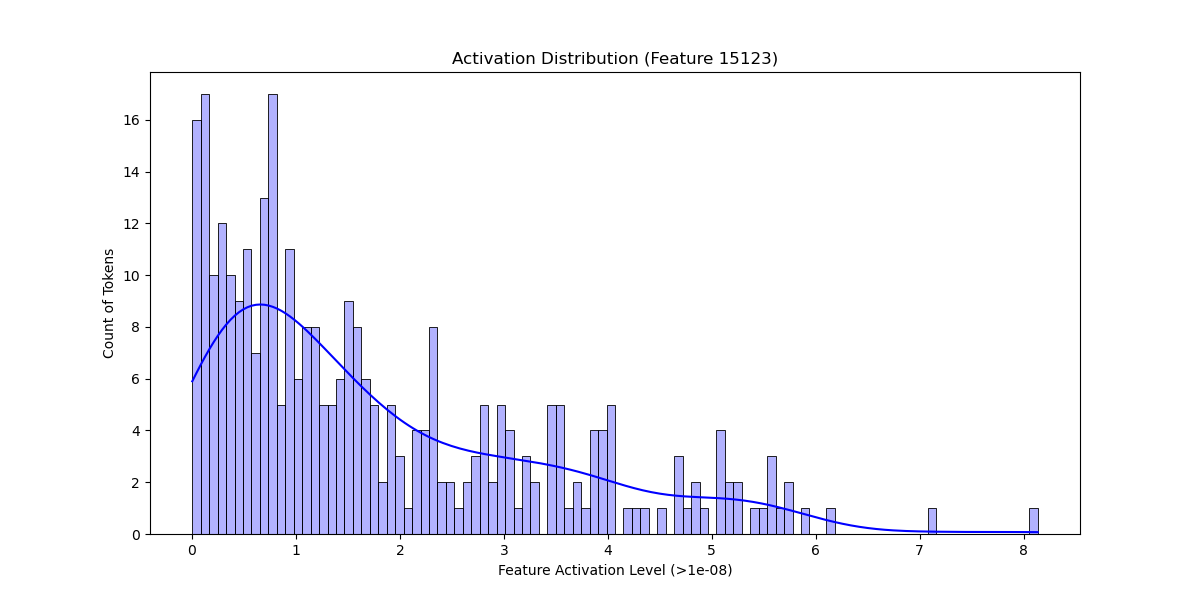 Activation Distribution (Feature 15123)
Count of Tokens
16
14
12
10
8
6
4
2
0
0 1 2 3 4 5 6 7 8
Feature Activation Level (>1e-08)